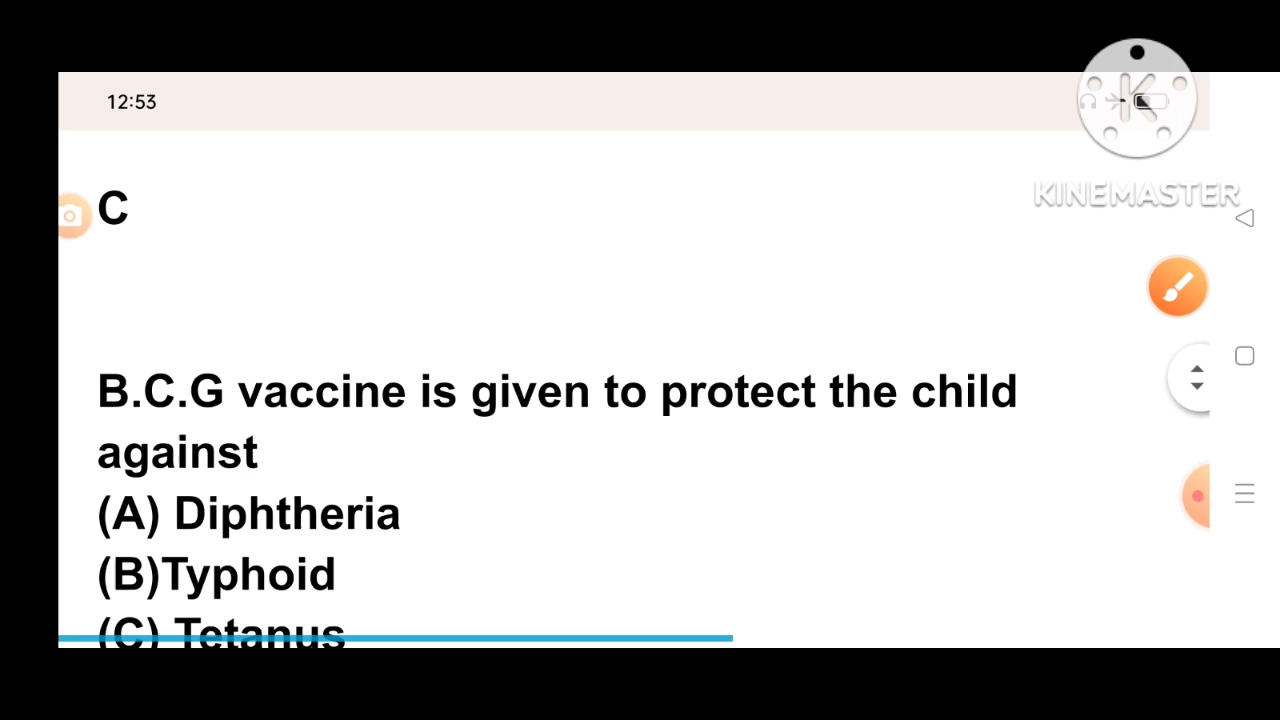 12:53
KINEMASTER
C
B.C.G vaccine is given to protect the child
against
(A) Diphtheria
(B)Typhoid
(C) Tetanus